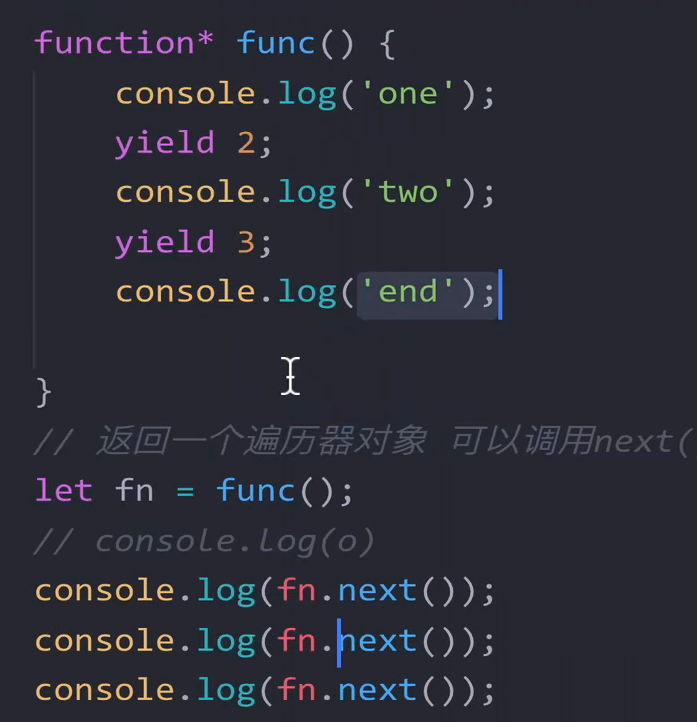 function* func() {
    console.log('one');
    yield 2;
    console.log('two');
    yield 3;
    console.log('end');
}
// 返回一个遍历器对象 可以调用next(
let fn = func();
// console.log(o)
console.log(fn.next());
console.log(fn.next());
console.log(fn.next());